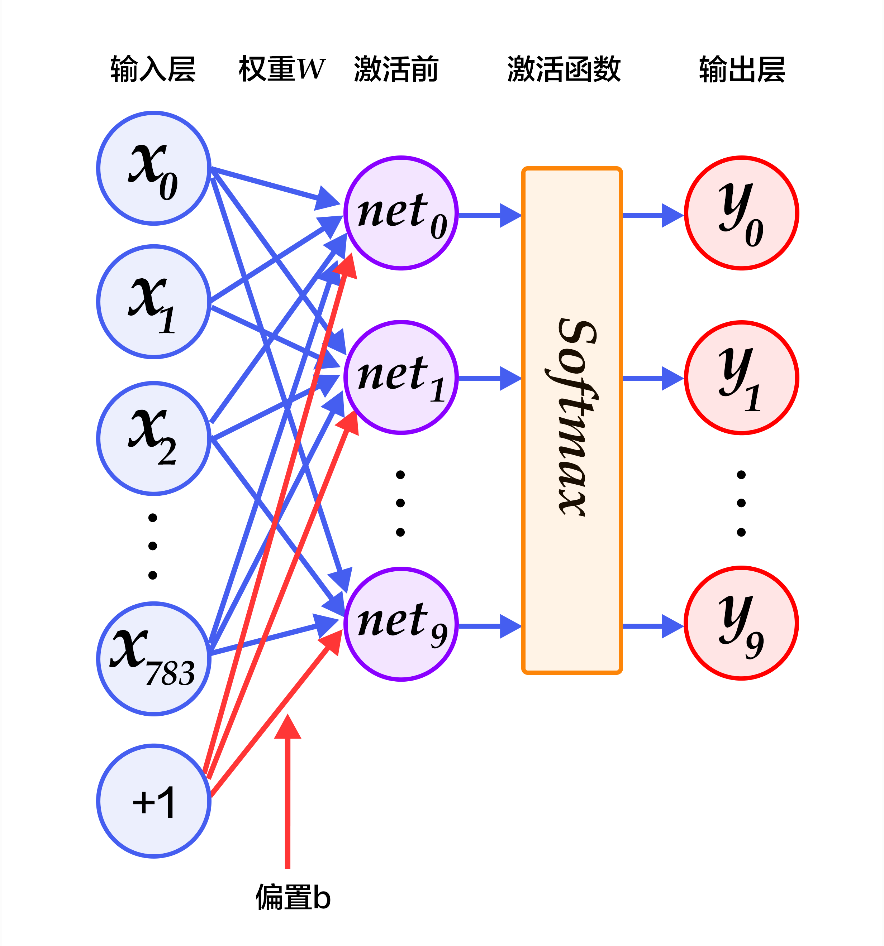 输入层 权重W 激活前 激活函数 输出层
x0 net0 y0
x1
net1 y1
x2
Softmax
x783 net9 y9
+1
偏置b